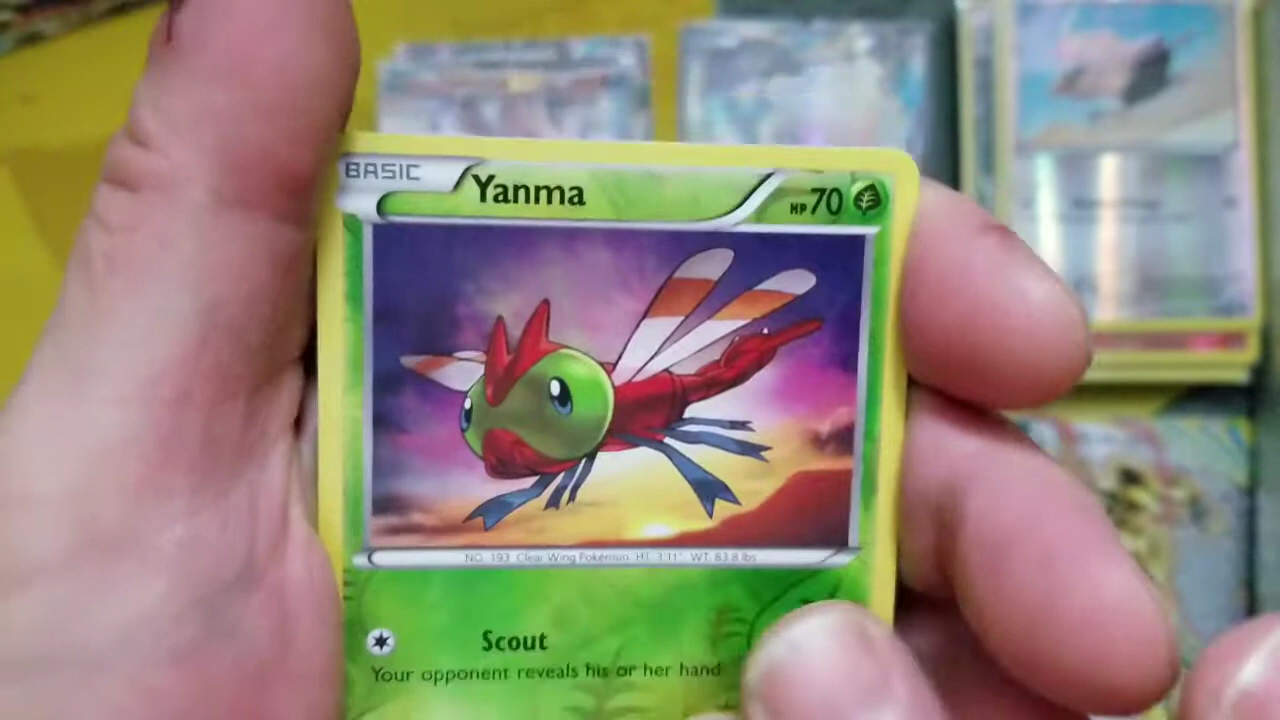 BASIC Yanma HP 70
NO. 193 Clear Wing Pokémon HT: 3'11" WT: 83.8 lbs
Scout
Your opponent reveals his or her hand